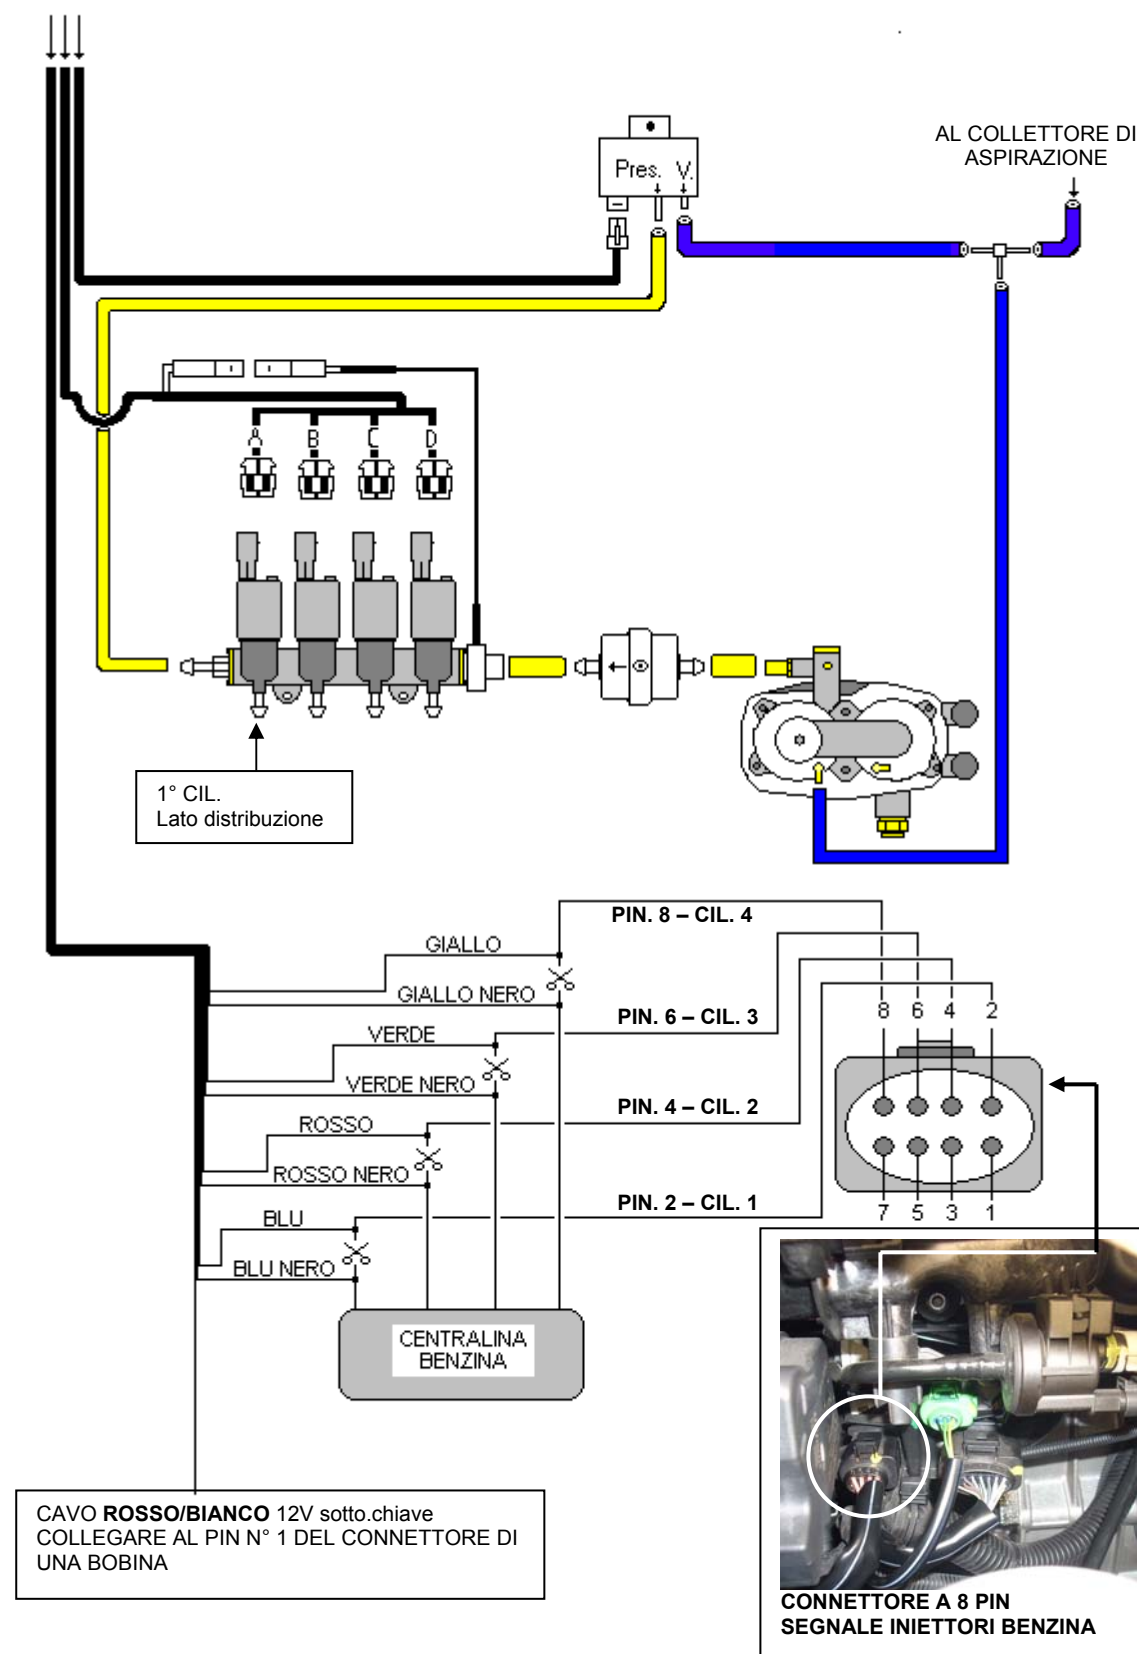 AL COLLETTORE DI
ASPIRAZIONE
Pres. V.
A B C D
1° CIL.
Lato distribuzione
PIN. 8 – CIL. 4
GIALLO
GIALLO NERO
PIN. 6 – CIL. 3
VERDE
VERDE NERO
PIN. 4 – CIL. 2
ROSSO
ROSSO NERO
PIN. 2 – CIL. 1
BLU
BLU NERO
8 6 4 2
7 5 3 1
CENTRALINA
BENZINA
CAVO ROSSO/BIANCO 12V sotto.chiave
COLLEGARE AL PIN N° 1 DEL CONNETTORE DI
UNA BOBINA
CONNETTORE A 8 PIN
SEGNALE INIETTORI BENZINA